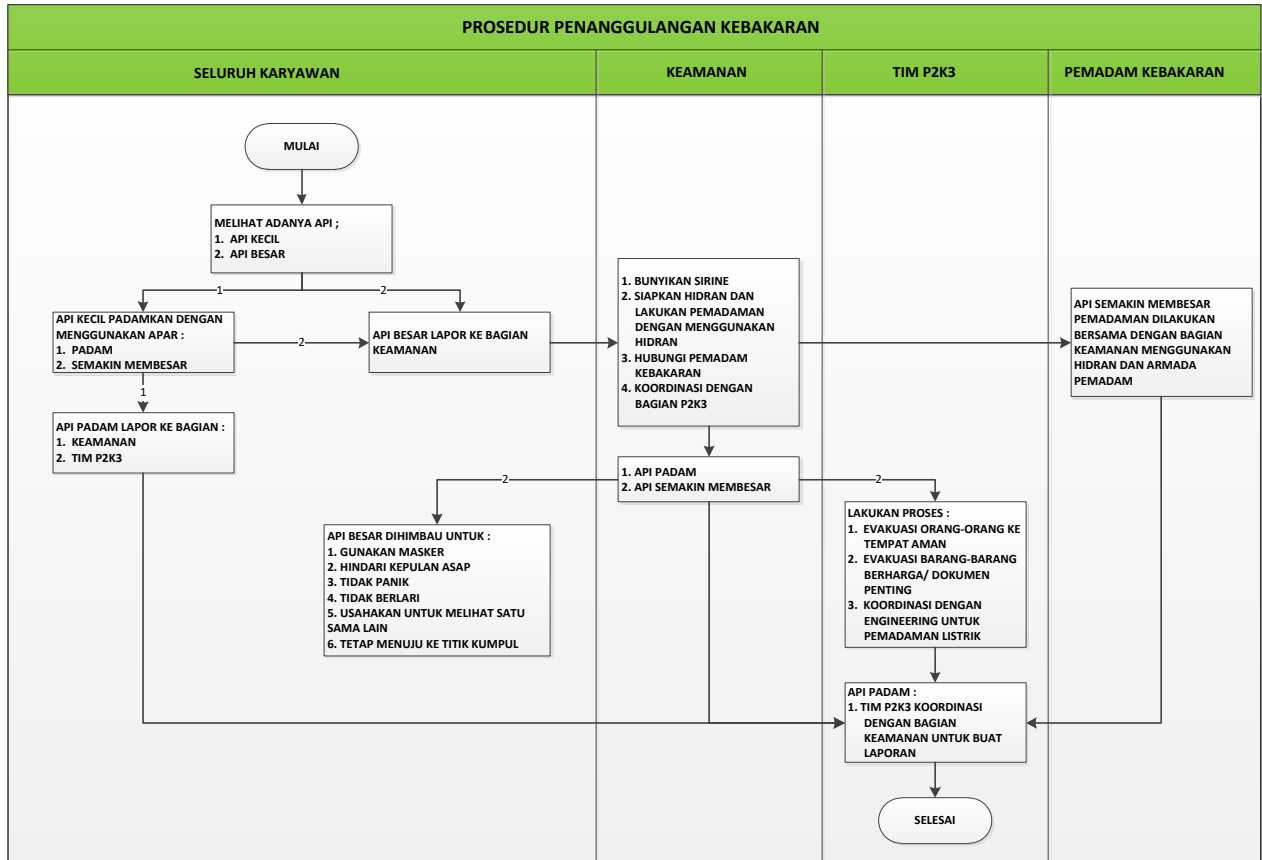 PROSEDUR PENANGGULANGAN KEBAKARAN
SELURUH KARYAWAN
KEAMANAN
TIM P2K3
PEMADAM KEBAKARAN
MULAI
MELIHAT ADANYA API ;
1. API KECIL
2. API BESAR
1
2
API KECIL PADAMKAN DENGAN
MENGGUNAKAN APAR :
1. PADAM
2. SEMAKIN MEMBESAR
2
API BESAR LAPOR KE BAGIAN
KEAMANAN
1. BUNYIKAN SIRINE
2. SIAPKAN HIDRAN DAN
LAKUKAN PEMADAMAN
DENGAN MENGGUNAKAN
HIDRAN
3. HUBUNGI PEMADAM
KEBAKARAN
4. KOORDINASI DENGAN
BAGIAN P2K3
API SEMAKIN MEMBESAR
PEMADAMAN DILAKUKAN
BERSAMA DENGAN BAGIAN
KEAMANAN MENGGUNAKAN
HIDRAN DAN ARMADA
PEMADAM
1
API PADAM LAPOR KE BAGIAN :
1. KEAMANAN
2. TIM P2K3
1. API PADAM
2. API SEMAKIN MEMBESAR
2
2
API BESAR DIHIMBAU UNTUK :
1. GUNAKAN MASKER
2. HINDARI KEPULAN ASAP
3. TIDAK PANIK
4. TIDAK BERLARI
5. USAHAKAN UNTUK MELIHAT SATU
SAMA LAIN
6. TETAP MENUJU KE TITIK KUMPUL
LAKUKAN PROSES :
1. EVAKUASI ORANG-ORANG KE
TEMPAT AMAN
2. EVAKUASI BARANG-BARANG
BERHARGA/ DOKUMEN
PENTING
3. KOORDINASI DENGAN
ENGINEERING UNTUK
PEMADAMAN LISTRIK
API PADAM :
1. TIM P2K3 KOORDINASI
DENGAN BAGIAN
KEAMANAN UNTUK BUAT
LAPORAN
SELESAI